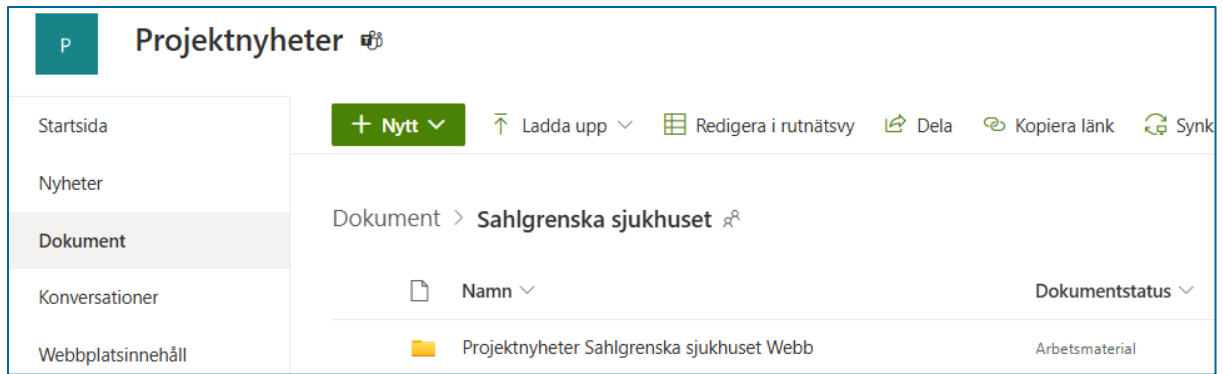 P
Projektnyheter
Startsida
Nyheter
Dokument
Konversationer
Webbplatsinnehåll
+ Nytt
Ladda upp
Redigera i rutnätsvy
Dela
Kopiera länk
Synk
Dokument > Sahlgrenska sjukhuset
Namn
Dokumentstatus
Projektnyheter Sahlgrenska sjukhuset Webb
Arbetsmaterial